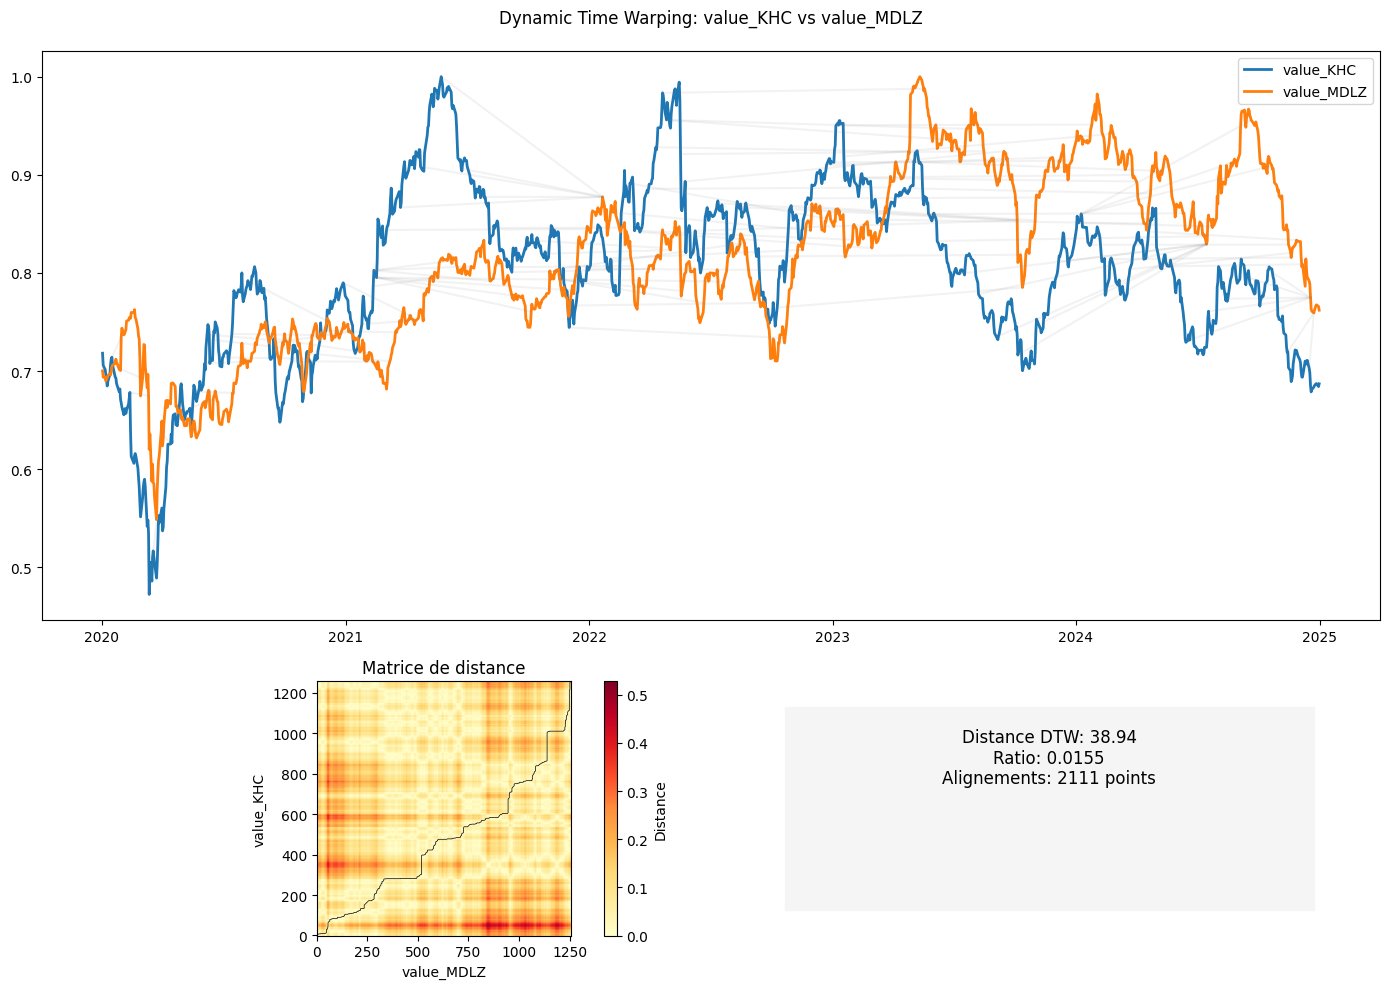 Dynamic Time Warping: value_KHC vs value_MDLZ
value_KHC
value_MDLZ
1.0
0.9
0.8
0.7
0.6
0.5
2020 2021 2022 2023 2024 2025
Matrice de distance
1200
1000
800
600
400
200
0
value_KHC
0 250 500 750 1000 1250
value_MDLZ
0.5
0.4
0.3
0.2
0.1
0.0
Distance
Distance DTW: 38.94
Ratio: 0.0155
Alignements: 2111 points